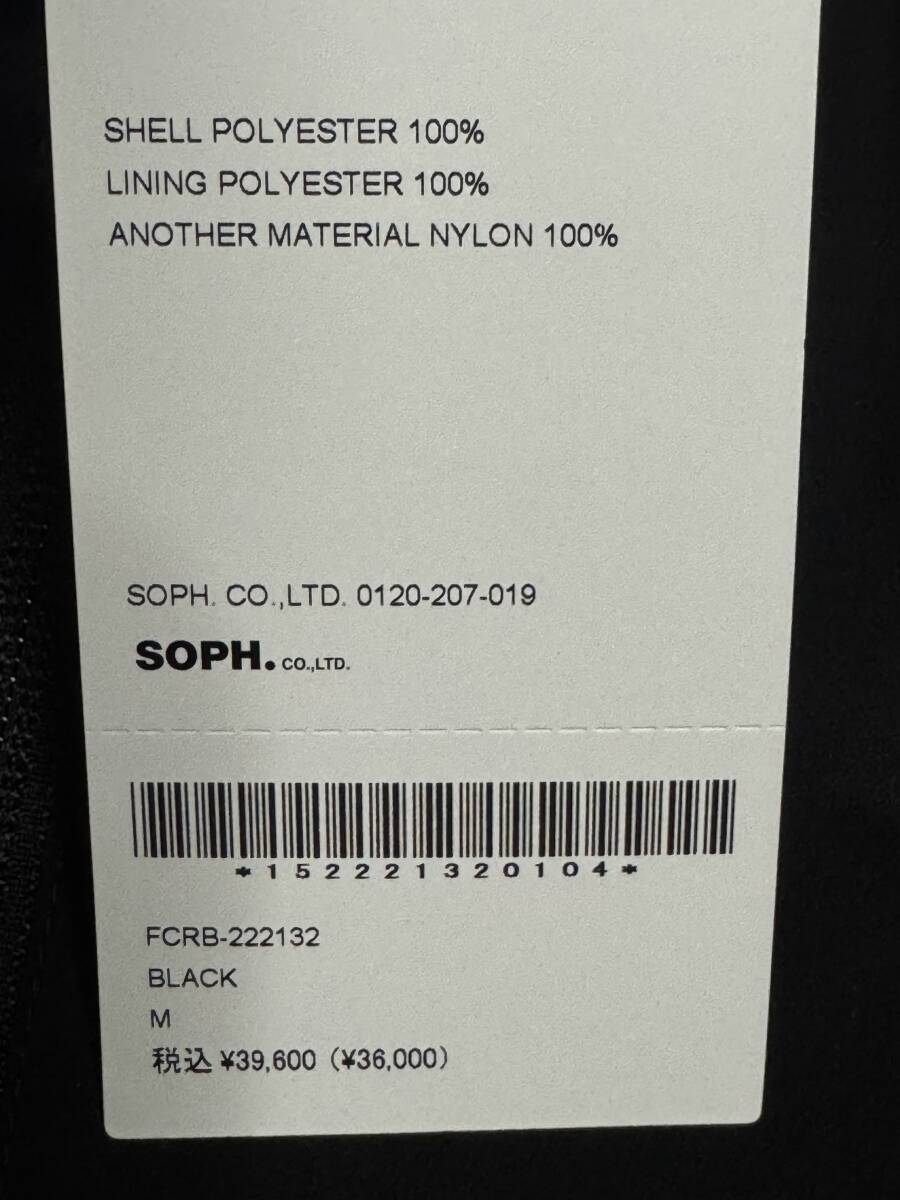 SHELL POLYESTER 100%
LINING POLYESTER 100%
ANOTHER MATERIAL NYLON 100%
SOPH. CO.,LTD. 0120-207-019
SOPH. CO.,LTD.
*152221320104*
FCRB-222132
BLACK
M
税込 ¥39,600（¥36,000）